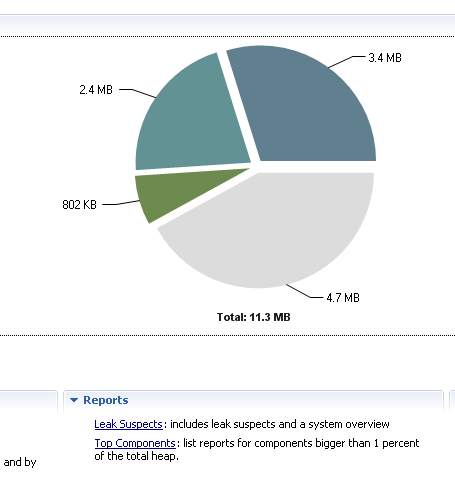 3.4 MB
2.4 MB
802 KB
4.7 MB
Total: 11.3 MB
Reports
Leak Suspects: includes leak suspects and a system overview
Top Components: list reports for components bigger than 1 percent
of the total heap.
and by